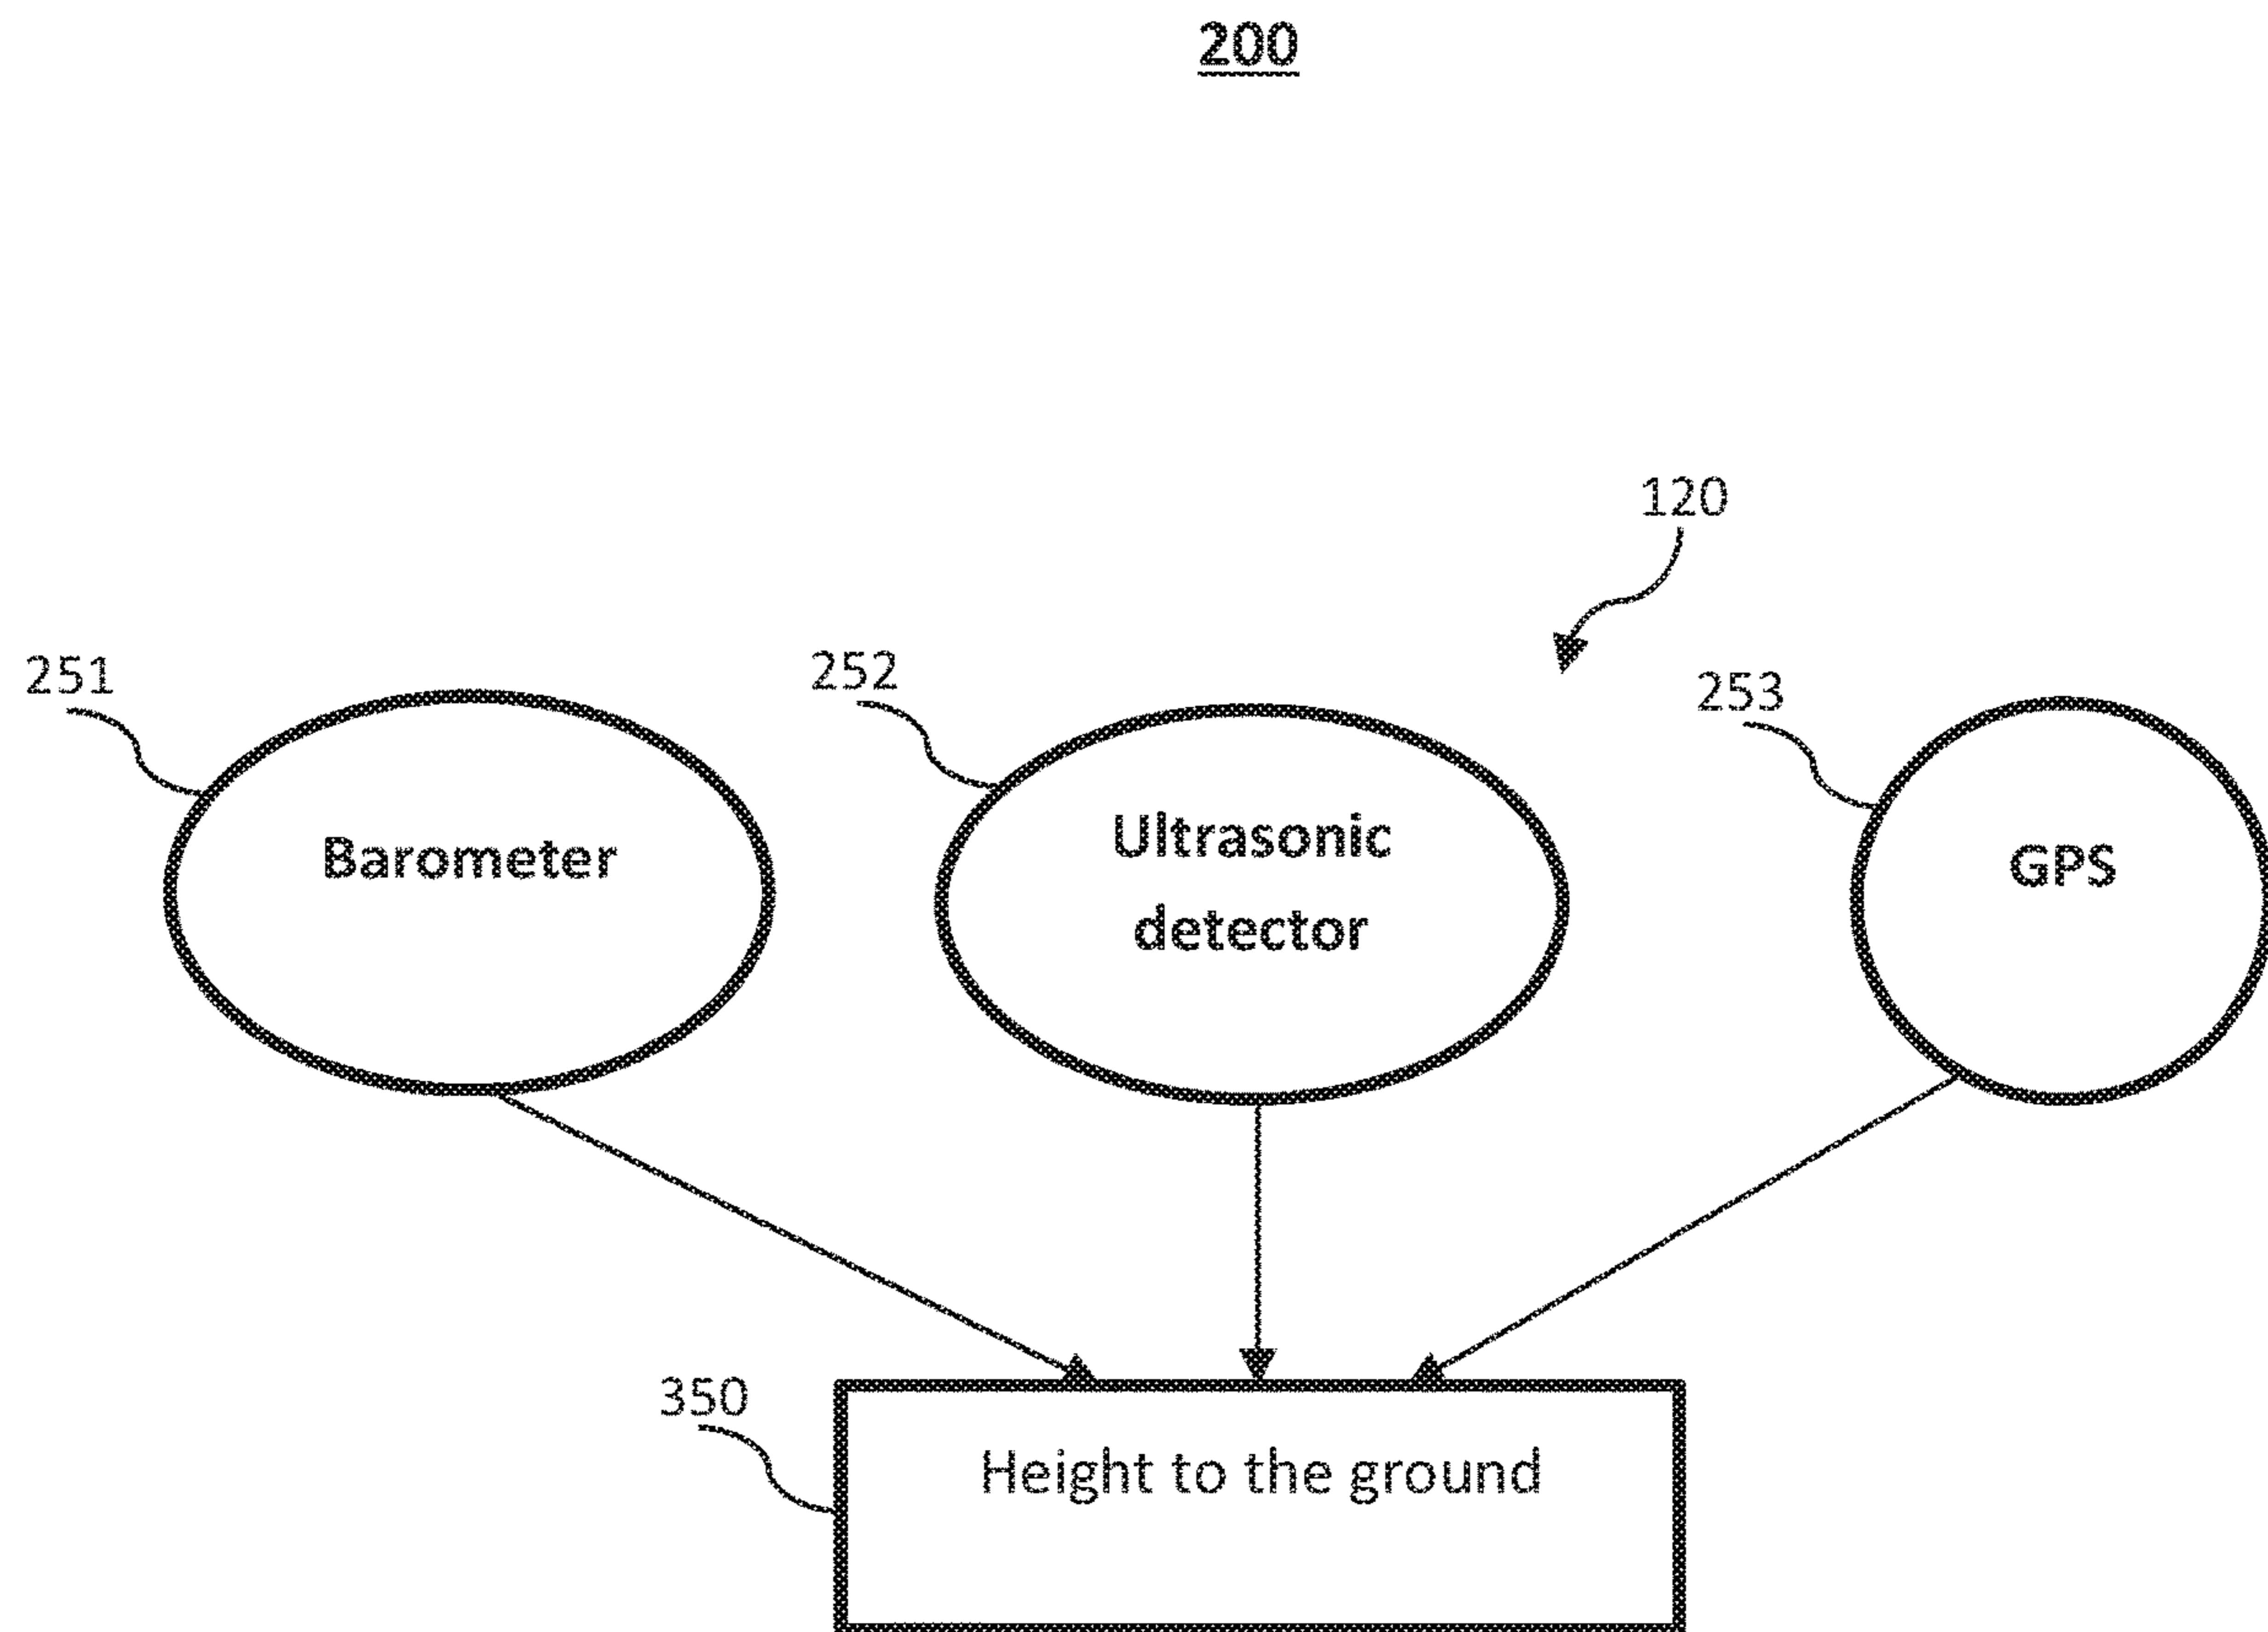 200
120
251
252
253
Barometer
Ultrasonic
detector
GPS
350
Height to the ground